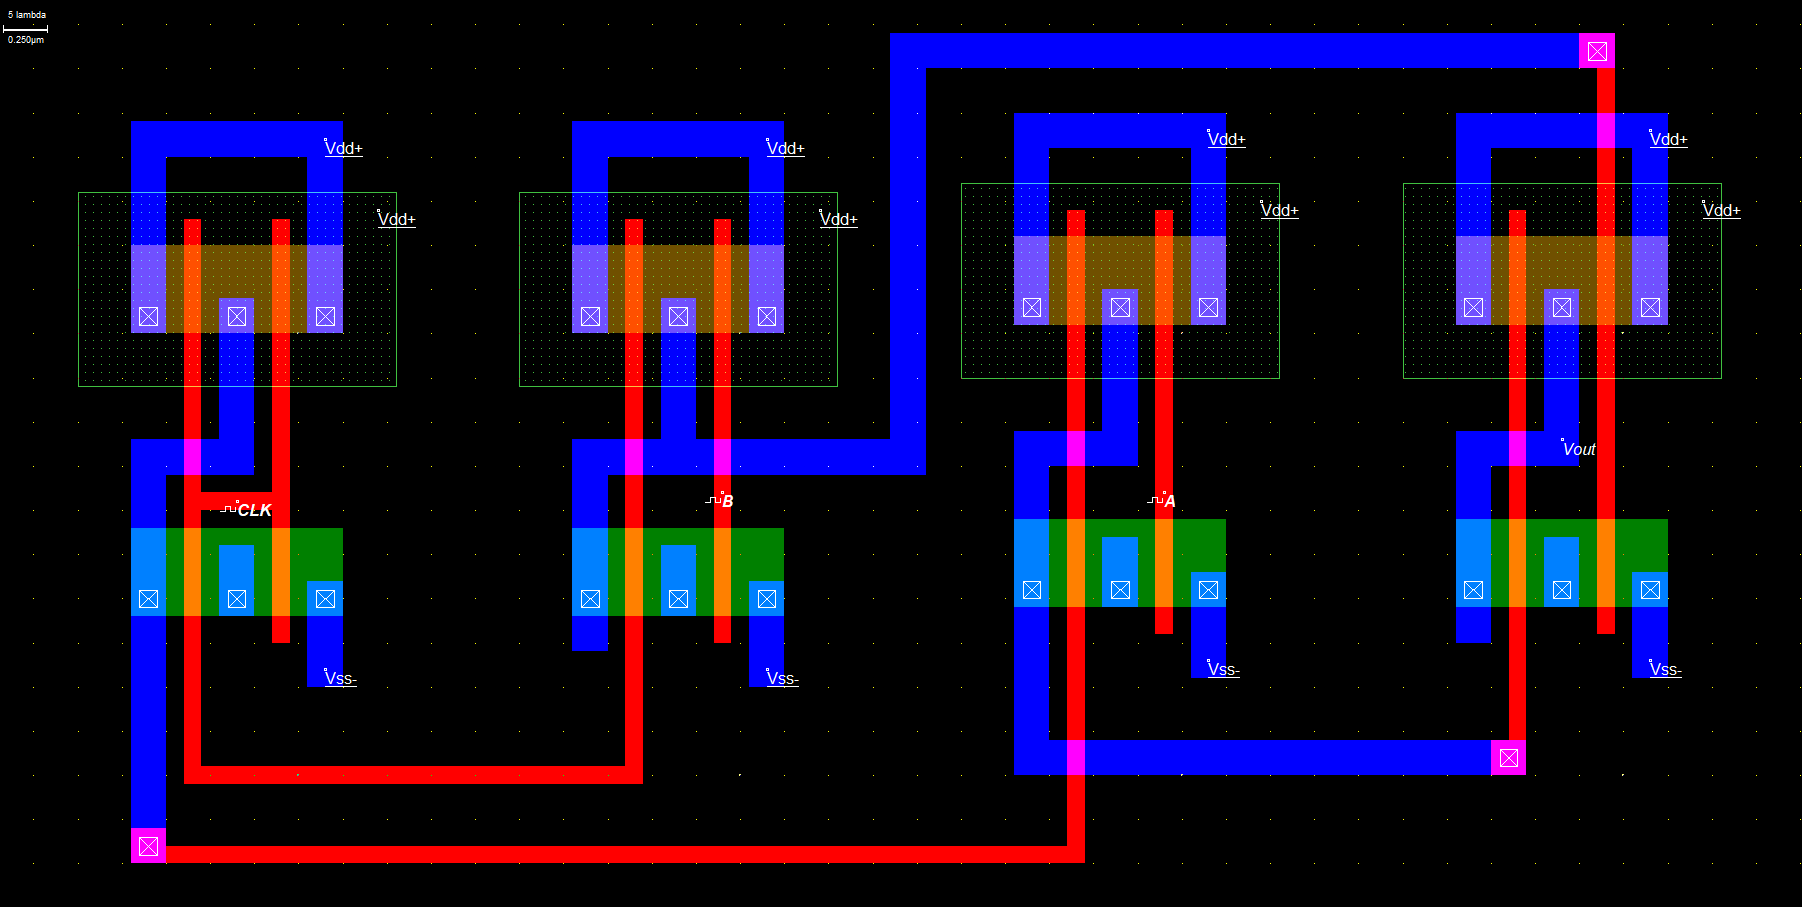 5 lambda
0.250µm
Vdd+
Vdd+
Vdd+
Vdd+
Vdd+
Vdd+
Vdd+
Vdd+
Vout
CLK
B
A
Vss-
Vss-
Vss-
Vss-